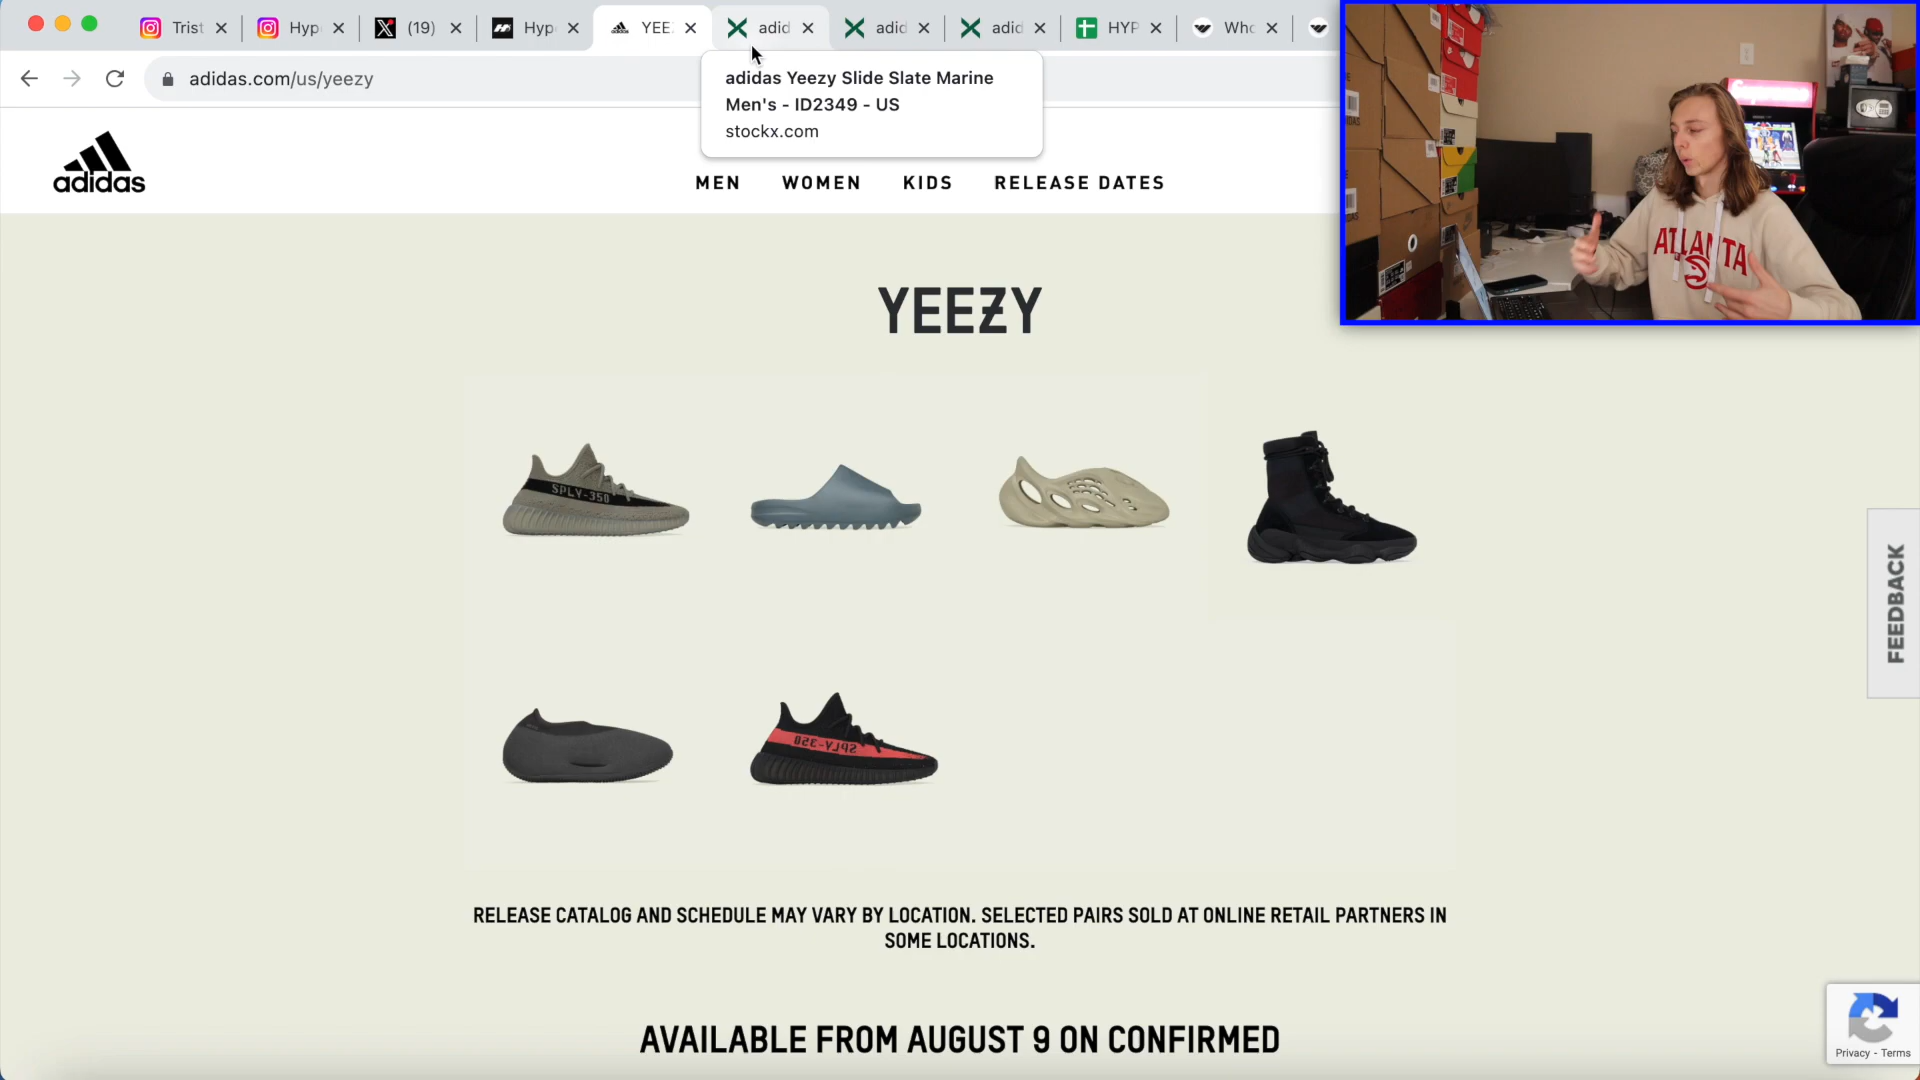 Trist
Hyp
(19)
Hyp
YEE
adid
adid
adid
HYP
Who
adidas.com/us/yeezy
adidas Yeezy Slide Slate Marine
Men's - ID2349 - US
stockx.com
adidas
MEN WOMEN KIDS RELEASE DATES
YEEZY
SPLY-350
SPLY-350
RELEASE CATALOG AND SCHEDULE MAY VARY BY LOCATION. SELECTED PAIRS SOLD AT ONLINE RETAIL PARTNERS IN
SOME LOCATIONS.
AVAILABLE FROM AUGUST 9 ON CONFIRMED
FEEDBACK
Privacy - Terms
Supreme
ATLANTA